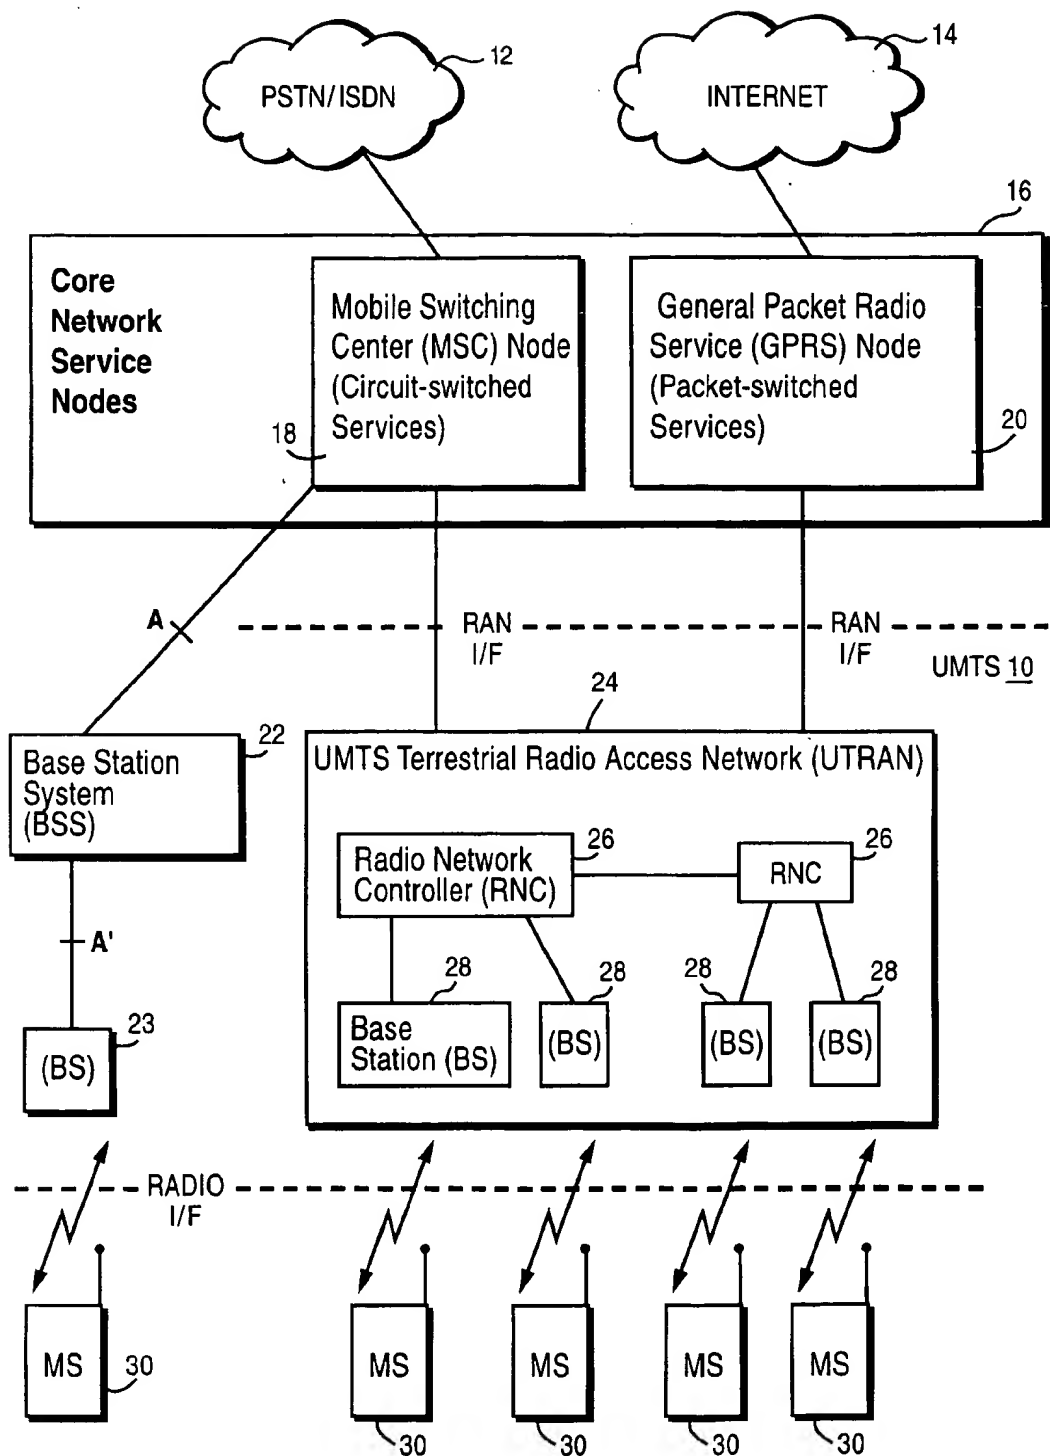 12
14
PSTN/ISDN
INTERNET
16
Core
Network
Service
Nodes
Mobile Switching
Center (MSC) Node
(Circuit-switched
Services)
18
General Packet Radio
Service (GPRS) Node
(Packet-switched
Services)
20
A
RAN
I/F
RAN
I/F
UMTS 10
22
Base Station
System
(BSS)
24
UMTS Terrestrial Radio Access Network (UTRAN)
Radio Network
Controller (RNC)
26
RNC
26
A'
28
Base
Station (BS)
28
(BS)
28
(BS)
28
(BS)
23
(BS)
RADIO
I/F
MS
30
MS
30
MS
30
MS
30
MS
30